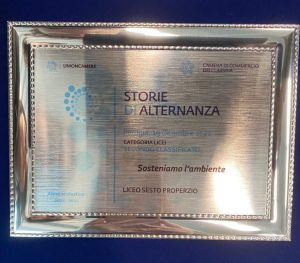 UNIONCAMERE
CAMERA DI COMMERCIO
DELL'UMBRIA
STORIE
DI ALTERNANZA
CATEGORIA LICEI
SECONDO CLASSIFICATO
Sosteniamo l'ambiente
LICEO SESTO PROPERZIO